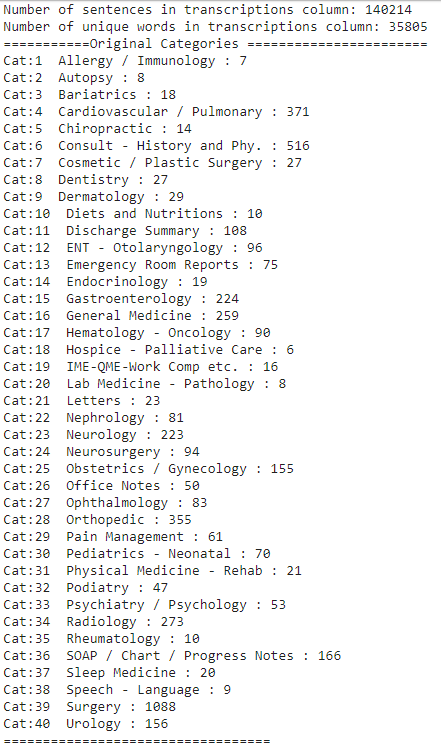 Number of sentences in transcriptions column: 140214
Number of unique words in transcriptions column: 35805
===========Original Categories ======================
Cat:1  Allergy / Immunology : 7
Cat:2  Autopsy : 8
Cat:3  Bariatrics : 18
Cat:4  Cardiovascular / Pulmonary : 371
Cat:5  Chiropractic : 14
Cat:6  Consult - History and Phy. : 516
Cat:7  Cosmetic / Plastic Surgery : 27
Cat:8  Dentistry : 27
Cat:9  Dermatology : 29
Cat:10  Diets and Nutritions : 10
Cat:11  Discharge Summary : 108
Cat:12  ENT - Otolaryngology : 96
Cat:13  Emergency Room Reports : 75
Cat:14  Endocrinology : 19
Cat:15  Gastroenterology : 224
Cat:16  General Medicine : 259
Cat:17  Hematology - Oncology : 90
Cat:18  Hospice - Palliative Care : 6
Cat:19  IME-QME-Work Comp etc. : 16
Cat:20  Lab Medicine - Pathology : 8
Cat:21  Letters : 23
Cat:22  Nephrology : 81
Cat:23  Neurology : 223
Cat:24  Neurosurgery : 94
Cat:25  Obstetrics / Gynecology : 155
Cat:26  Office Notes : 50
Cat:27  Ophthalmology : 83
Cat:28  Orthopedic : 355
Cat:29  Pain Management : 61
Cat:30  Pediatrics - Neonatal : 70
Cat:31  Physical Medicine - Rehab : 21
Cat:32  Podiatry : 47
Cat:33  Psychiatry / Psychology : 53
Cat:34  Radiology : 273
Cat:35  Rheumatology : 10
Cat:36  SOAP / Chart / Progress Notes : 166
Cat:37  Sleep Medicine : 20
Cat:38  Speech - Language : 9
Cat:39  Surgery : 1088
Cat:40  Urology : 156
==================================